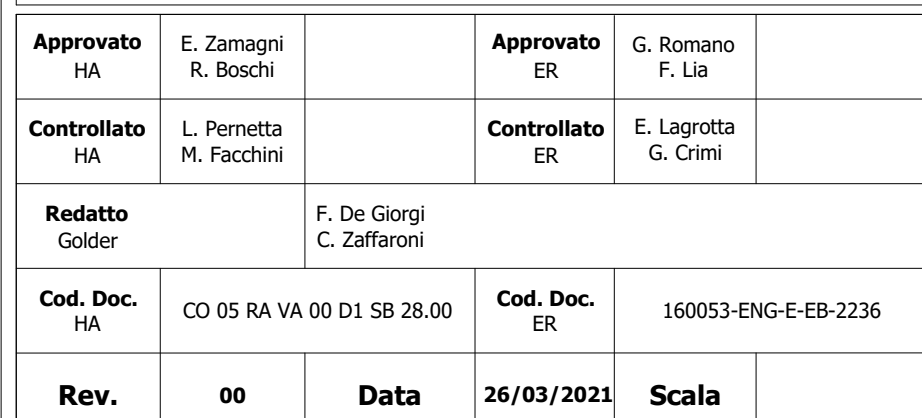 Approvato
HA
E. Zamagni
R. Boschi
Approvato
ER
G. Romano
F. Lia
Controllato
HA
L. Pernetta
M. Facchini
Controllato
ER
E. Lagrotta
G. Crimi
Redatto
Golder
F. De Giorgi
C. Zaffaroni
Cod. Doc.
HA
CO 05 RA VA 00 D1 SB 28.00
Cod. Doc.
ER
160053-ENG-E-EB-2236
Rev.
00
Data
26/03/2021
Scala